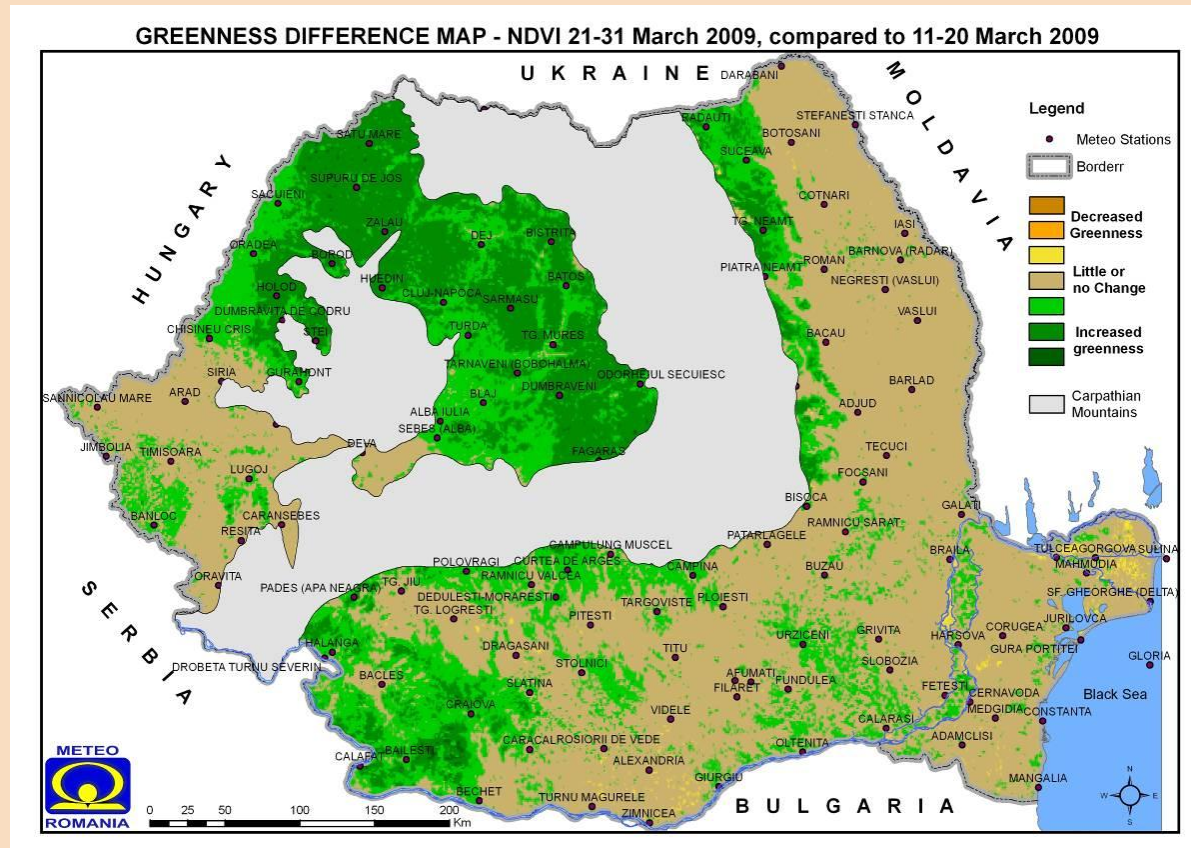 GREENNESS DIFFERENCE MAP - NDVI 21-31 March 2009, compared to 11-20 March 2009
UKRAINE
MOLDAVIA
HUNGARY
SERBIA
BULGARIA
Black Sea
Legend
Meteo Stations
Borderr
Decreased
Greenness
Little or
no Change
Increased
greenness
Carpathian
Mountains
DARABANI
RADAUTI
STEFANESTI STANCA
BOTOSANI
SATU MARE
SUCEAVA
SUPURU DE JOS
SACUIENI
COTNARI
ZALAU
TG. NEAMT
IASI
ORADEA
DEJ
BISTRITA
BARNOVA (RADAR)
BOROD
ROMAN
PIATRA NEAMT
HUEDIN
BATOS
NEGRESTI (VASLUI)
HOLOD
CLUJ-NAPOCA
SARMASU
DUMBRAVITA DE CODRU
VASLUI
CHISINEU CRIS
STEI
TURDA
TG. MURES
BACAU
TARNAVENI (BOBOHALMA)
SIRIA
GURAHONT
ODORHEIUL SECUIESC
DUMBRAVENI
BARLAD
SANNICOLAU MARE
ARAD
BLAJ
ADJUD
ALBA IULIA
SEBES (ALBA)
JIMBOLIA
TIMISOARA
DEVA
FAGARAS
TECUCI
LUGOJ
FOCSANI
BISOCA
GALATI
BANLOC
CARANSEBES
RESITA
RAMNICU SARAT
PATARLAGELE
CAMPULUNG MUSCEL
BRAILA
TULCEA
GORGOVA
SULINA
POLOVRAGI
CURTEA DE ARGES
CAMPINA
BUZAU
MAHMUDIA
ORAVITA
PADES (APA NEAGRA)
TG. JIU
RAMNICU VALCEA
SF. GHEORGHE (DELTA)
DEDULESTI-MORARESTI
TG. LOGRESTI
PITESTI
TARGOVISTE
PLOIESTI
JURILOVCA
CORUGEA
HALANGA
URZICENI
GRIVITA
HARSOVA
GURA PORTITEI
DRAGASANI
TITU
GLORIA
DROBETA TURNU SEVERIN
STOLNICI
SLOBOZIA
BACLES
SLATINA
AFUMATI
FILARET
FUNDULEA
FETESTI
CERNAVODA
CRAIOVA
VIDELE
MEDGIDIA
CONSTANTA
CALARASI
CARACAL
ROSIORII DE VEDE
OLTENITA
ADAMCLISI
CALAFAT
BAILESTI
ALEXANDRIA
GIURGIU
MANGALIA
BECHET
TURNU MAGURELE
ZIMNICEA
METEO
ROMANIA
0 25 50 100 150 200
Km
N
W E
S